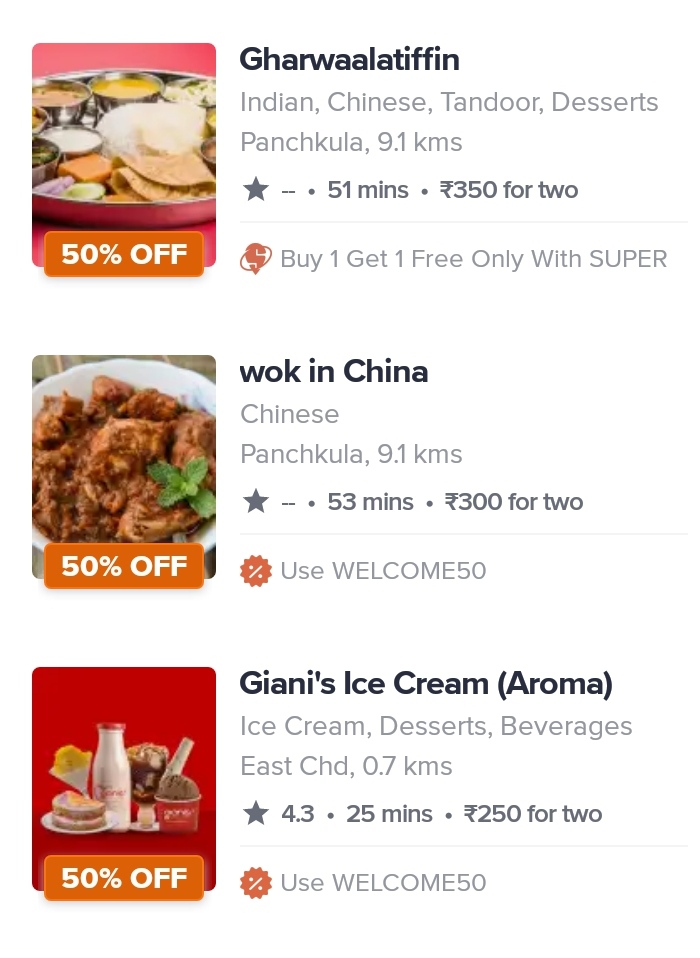 Gharwaalatiffin
Indian, Chinese, Tandoor, Desserts
Panchkula, 9.1 kms
-- • 51 mins • ₹350 for two
50% OFF
Buy 1 Get 1 Free Only With SUPER
wok in China
Chinese
Panchkula, 9.1 kms
-- • 53 mins • ₹300 for two
50% OFF
Use WELCOME50
Giani's Ice Cream (Aroma)
Ice Cream, Desserts, Beverages
East Chd, 0.7 kms
4.3 • 25 mins • ₹250 for two
50% OFF
Use WELCOME50